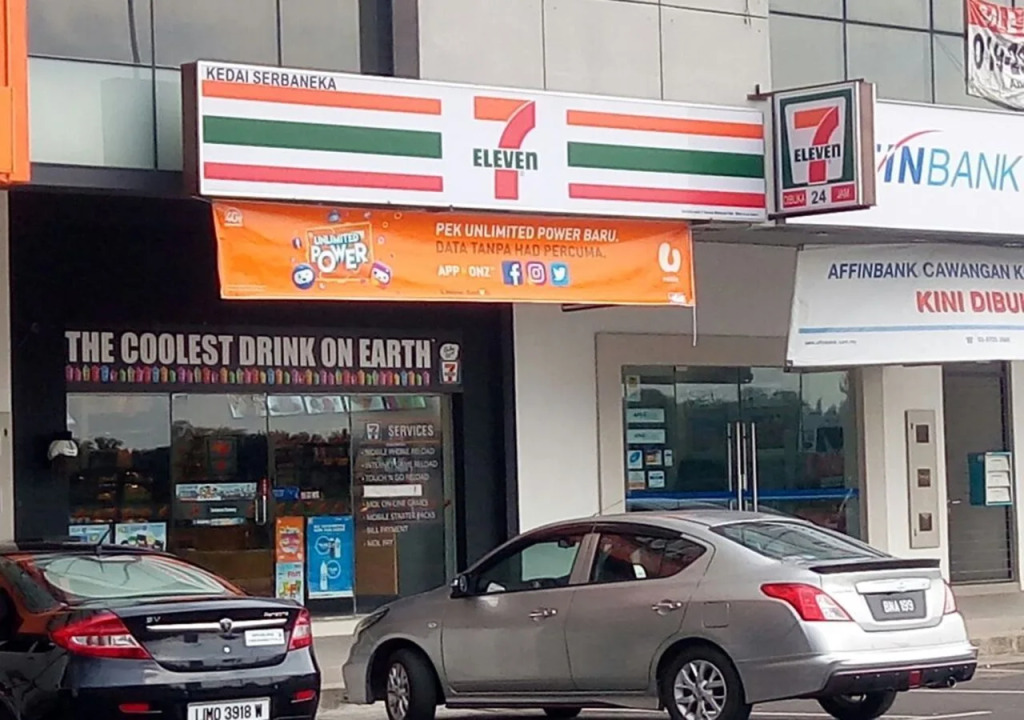 KEDAI SERBANEKA
7
ELEVEN
7
ELEVEN
DIBUKA 24 JAM
INBANK
UNLIMITED
POWER
PEK UNLIMITED POWER BARU.
DATA TANPA HAD PERCUMA.
APP ONZ
AFFINBANK CAWANGAN K
KINI DIBU
THE COOLEST DRINK ON EARTH
SERVICES
- MOBILE PHONE RELOAD
- INTERNET GAME RELOAD
- TOUCH N GO RELOAD
- MOL ON-LINE GAMES
- MOBILE STARTER PACKS
- BILL PAYMENT
- MOL PAY
BNA 199